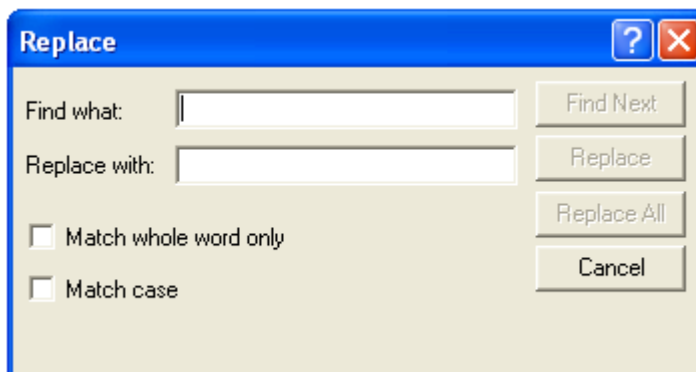 Replace
Find what:
Find Next
Replace with:
Replace
Replace All
Match whole word only
Cancel
Match case